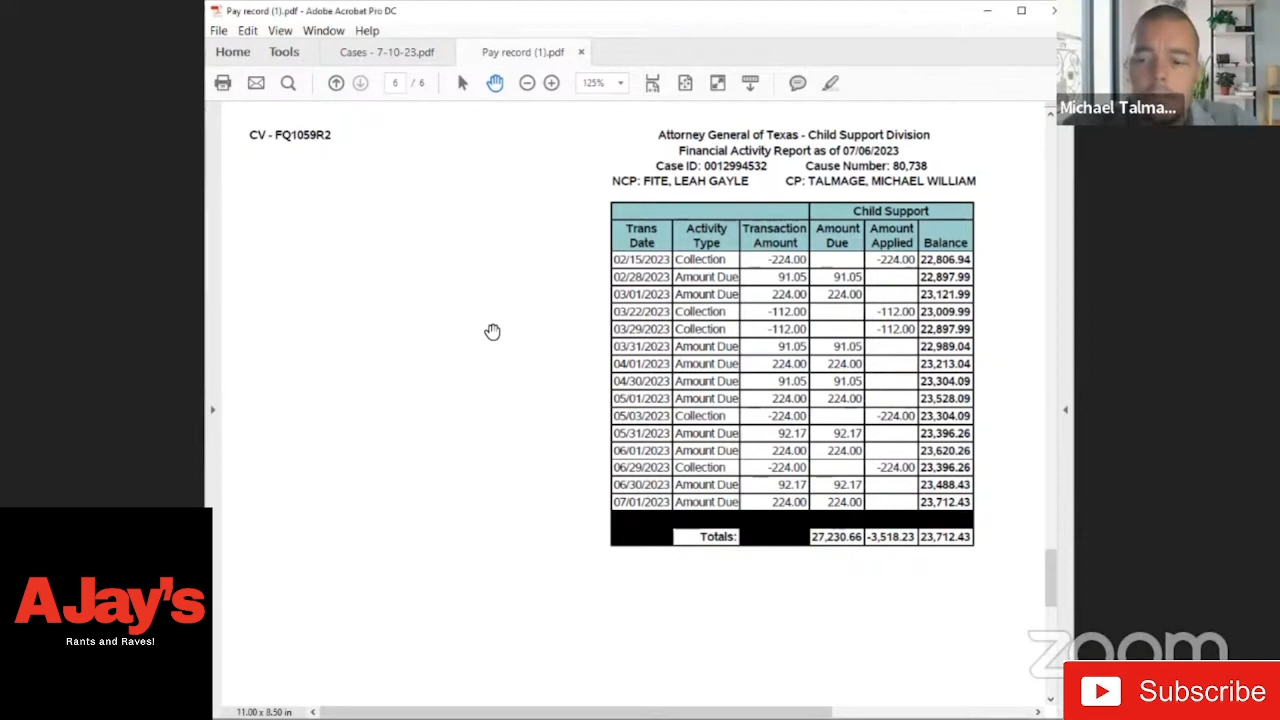 Pay record (1).pdf - Adobe Acrobat Pro DC
File Edit View Window Help
Home Tools Cases - 7-10-23.pdf Pay record (1).pdf ×
6 / 6 125%
Michael Talma...
CV - FQ1059R2
Attorney General of Texas - Child Support Division
Financial Activity Report as of 07/06/2023
Case ID: 0012994532 Cause Number: 80,738
NCP: FITE, LEAH GAYLE CP: TALMAGE, MICHAEL WILLIAM
Child Support
Trans Date Activity Type Transaction Amount Amount Due Amount Applied Balance
02/15/2023 Collection -224.00 -224.00 22,806.94
02/28/2023 Amount Due 91.05 91.05 22,897.99
03/01/2023 Amount Due 224.00 224.00 23,121.99
03/22/2023 Collection -112.00 -112.00 23,009.99
03/29/2023 Collection -112.00 -112.00 22,897.99
03/31/2023 Amount Due 91.05 91.05 22,989.04
04/01/2023 Amount Due 224.00 224.00 23,213.04
04/30/2023 Amount Due 91.05 91.05 23,304.09
05/01/2023 Amount Due 224.00 224.00 23,528.09
05/03/2023 Collection -224.00 -224.00 23,304.09
05/31/2023 Amount Due 92.17 92.17 23,396.26
06/01/2023 Amount Due 224.00 224.00 23,620.26
06/29/2023 Collection -224.00 -224.00 23,396.26
06/30/2023 Amount Due 92.17 92.17 23,488.43
07/01/2023 Amount Due 224.00 224.00 23,712.43
Totals: 27,230.66 -3,518.23 23,712.43
AJay's
Rants and Raves!
zoom
Subscribe
11.00 x 8.50 in